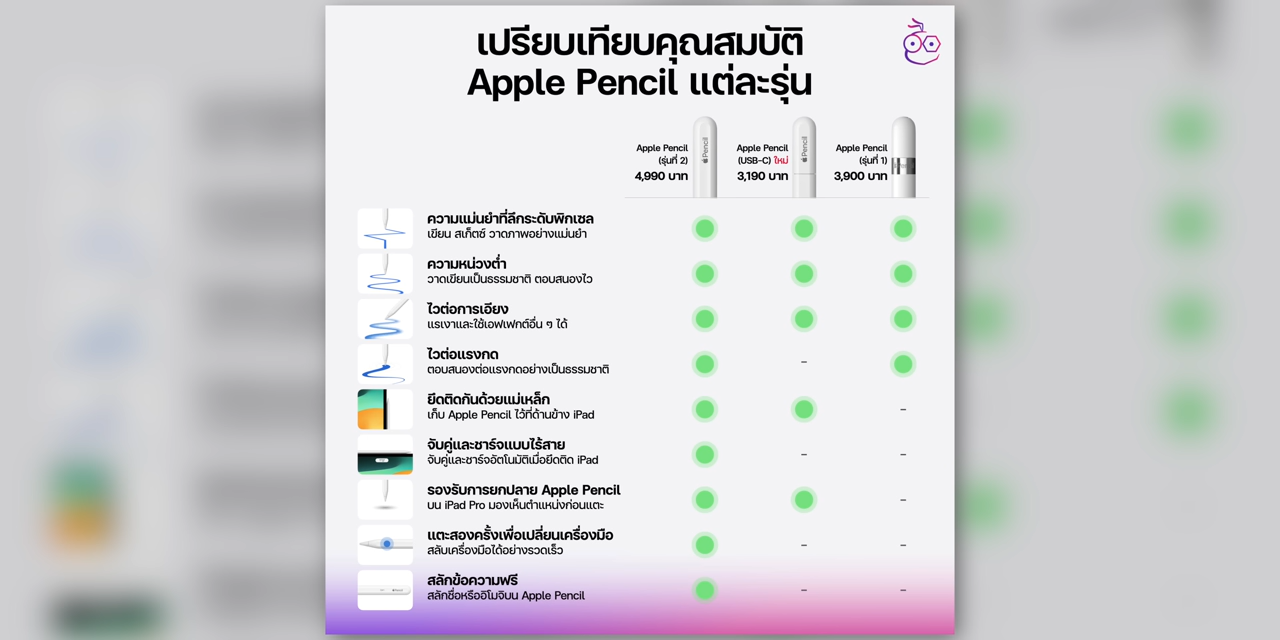 เปรียบเทียบคุณสมบัติ
Apple Pencil แต่ละรุ่น
Apple Pencil
(รุ่นที่ 2)
4,990 บาท
Pencil
Apple Pencil
(USB-C) ใหม่
3,190 บาท
Pencil
Apple Pencil
(รุ่นที่ 1)
3,900 บาท
ความแม่นยำที่ลึกระดับพิกเซล
เขียน สเก็ตช์ วาดภาพอย่างแม่นยำ
ความหน่วงต่ำ
วาดเขียนเป็นธรรมชาติ ตอบสนองไว
ไวต่อการเอียง
แรเงาและใช้เอฟเฟกต์อื่น ๆ ได้
ไวต่อแรงกด
ตอบสนองต่อแรงกดอย่างเป็นธรรมชาติ
-
ยึดติดกันด้วยแม่เหล็ก
เก็บ Apple Pencil ไว้ที่ด้านข้าง iPad
-
จับคู่และชาร์จแบบไร้สาย
จับคู่และชาร์จอัตโนมัติเมื่อยึดติด iPad
- -
รองรับการยกปลาย Apple Pencil
บน iPad Pro มองเห็นตำแหน่งก่อนแตะ
-
แตะสองครั้งเพื่อเปลี่ยนเครื่องมือ
สลับเครื่องมือได้อย่างรวดเร็ว
- -
สลักข้อความฟรี
สลักชื่อหรืออิโมจิบน Apple Pencil
- -